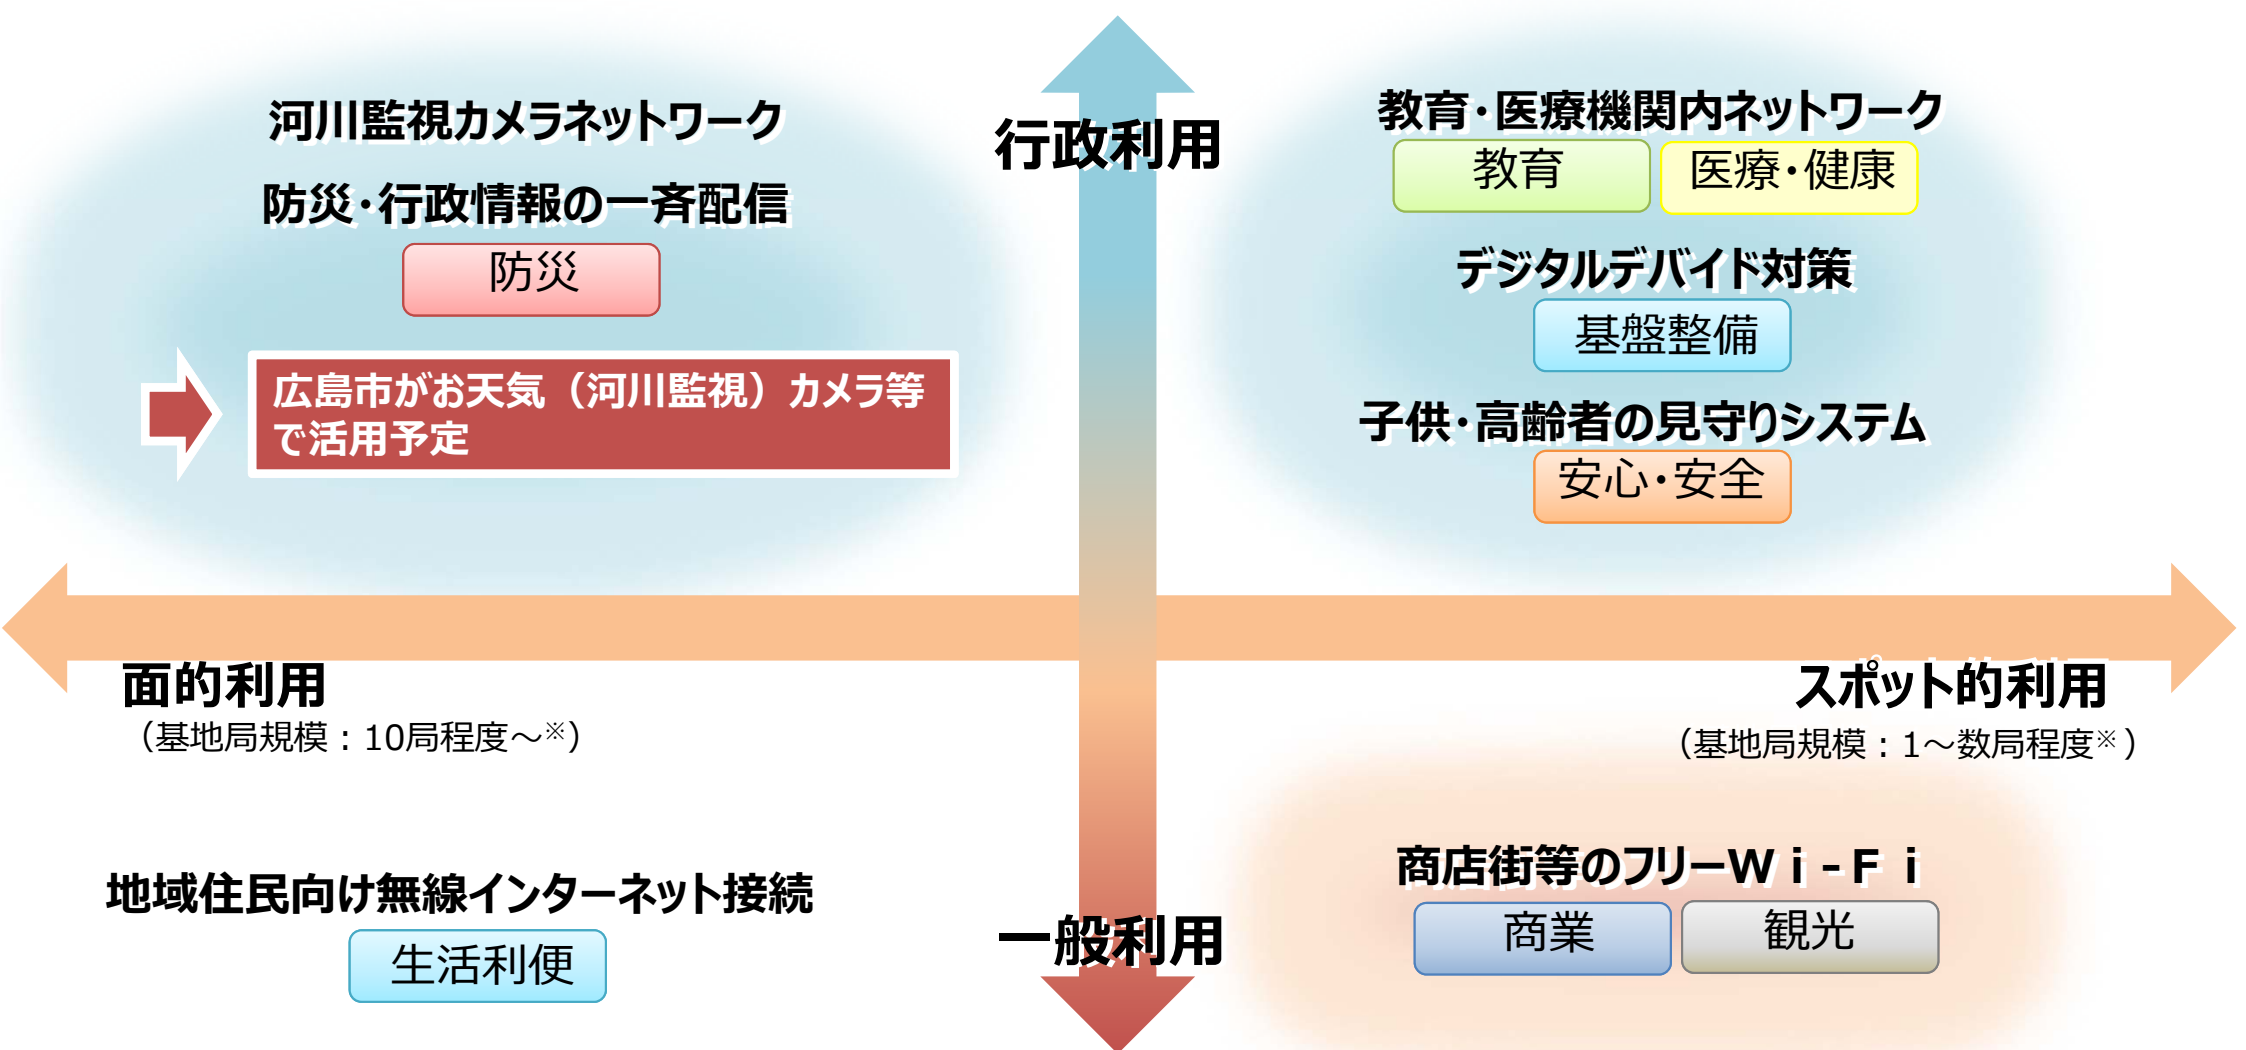 行政利用
河川監視カメラネットワーク
防災・行政情報の一斉配信
防災
広島市がお天気（河川監視）カメラ等
で活用予定
教育・医療機関内ネットワーク
教育
医療・健康
デジタルデバイド対策
基盤整備
子供・高齢者の見守りシステム
安心・安全
面的利用
（基地局規模：10局程度～※）
スポット的利用
（基地局規模：1～数局程度※）
地域住民向け無線インターネット接続
生活利便
一般利用
商店街等のフリーＷｉ-Ｆｉ
商業
観光